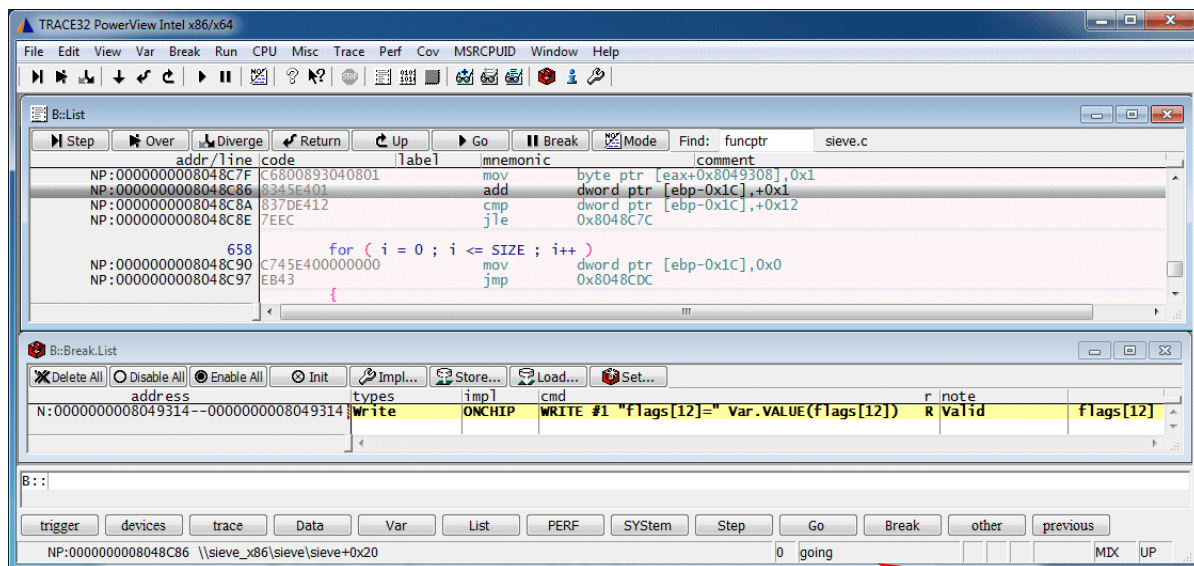 TRACE32 PowerView Intel x86/x64
File Edit View Var Break Run CPU Misc Trace Perf Cov MSRCPUID Window Help
B::List
Step Over Diverge Return Up Go Break Mode Find: funcptr sieve.c
addr/line code label mnemonic comment
NP:0000000008048C7F C6800893040801 mov byte ptr [eax+0x8049308],0x1
NP:0000000008048C86 8345E401 add dword ptr [ebp-0x1C],+0x1
NP:0000000008048C8A 837DE412 cmp dword ptr [ebp-0x1C],+0x12
NP:0000000008048C8E 7EEC jle 0x8048C7C
658 for ( i = 0 ; i <= SIZE ; i++ )
NP:0000000008048C90 C745E400000000 mov dword ptr [ebp-0x1C],0x0
NP:0000000008048C97 EB43 jmp 0x8048CDC
{
B::Break.List
Delete All Disable All Enable All Init Impl... Store... Load... Set...
address types impl cmd r note
N:0000000008049314--0000000008049314 Write ONCHIP WRITE #1 "flags[12]=" Var.VALUE(flags[12]) R Valid flags[12]
B::
trigger devices trace Data Var List PERF SYStem Step Go Break other previous
NP:0000000008048C86 \\sieve_x86\sieve\sieve+0x20 0 going MIX UP